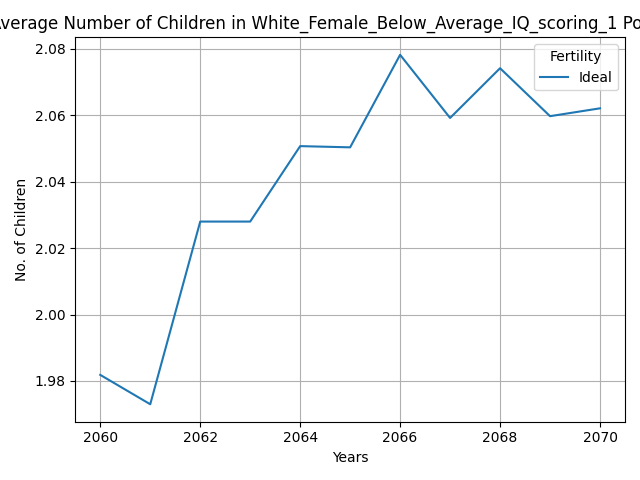 Average Number of Children in White_Female_Below_Average_IQ_scoring_1 Po
Fertility
Ideal
No. of Children
2.08
2.06
2.04
2.02
2.00
1.98
2060 2062 2064 2066 2068 2070
Years